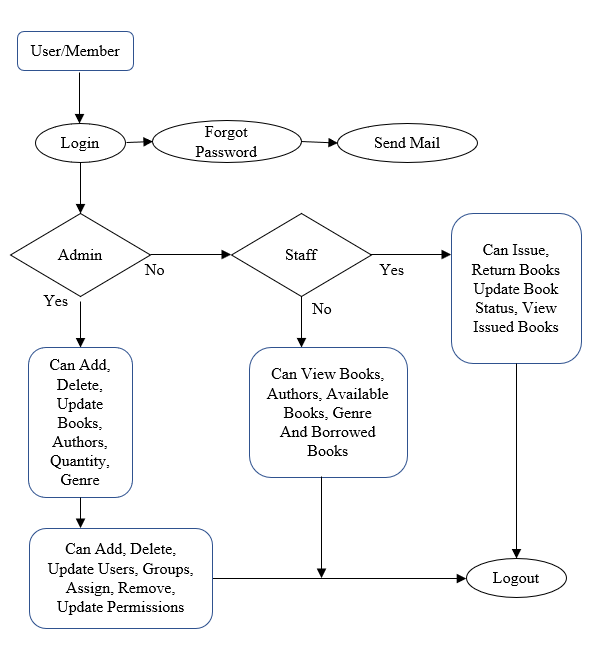 User/Member
Login
Forgot
Password
Send Mail
Admin
No
Yes
Staff
Yes
No
Can Issue,
Return Books
Update Book
Status, View
Issued Books
Can Add,
Delete,
Update
Books,
Authors,
Quantity,
Genre
Can View Books,
Authors, Available
Books, Genre
And Borrowed
Books
Can Add, Delete,
Update Users, Groups,
Assign, Remove,
Update Permissions
Logout